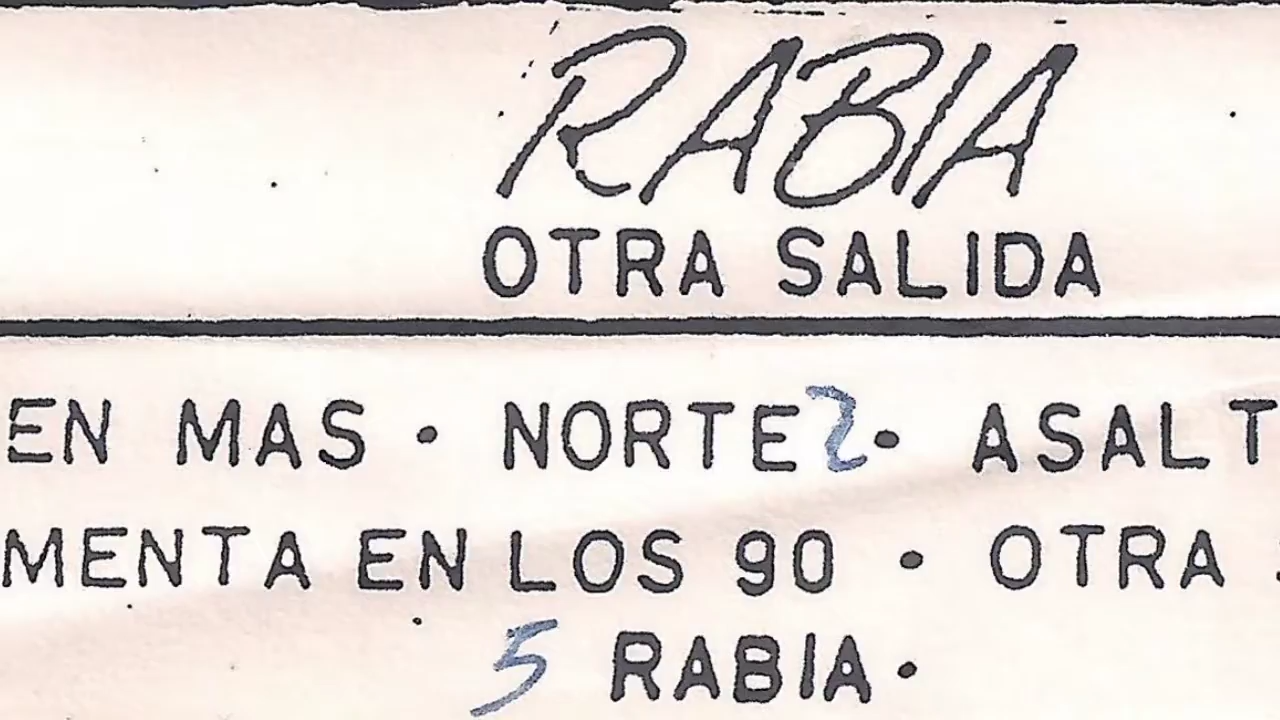 RABIA
OTRA SALIDA
EN MAS · NORTE 2 · ASALT
MENTA EN LOS 90 · OTRA
5 RABIA ·